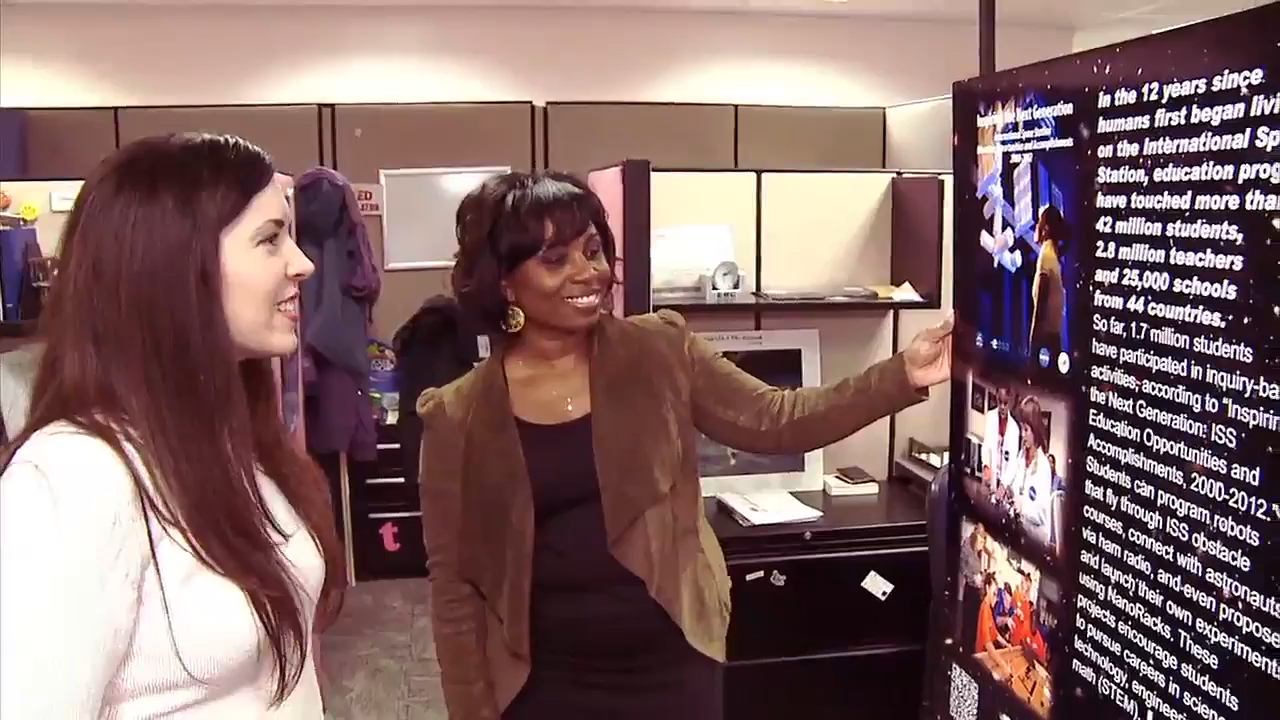 In the 12 years since
humans first began livi
on the International Sp
Station, education prog
have touched more tha
42 million students,
2.8 million teachers
and 25,000 schools
from 44 countries.
So far, 1.7 million students
have participated in inquiry-ba
activities, according to "Inspirin
the Next Generation: ISS
Education Opportunities and
Accomplishments, 2000-2012."
Students can program robots
that fly through ISS obstacle
courses, connect with astronauts
via ham radio, and even propose
and launch their own experiment
using NanoRacks. These
projects encourage students
to pursue careers in scien
technology, engineer
math (STEM).
the Next Generation
t